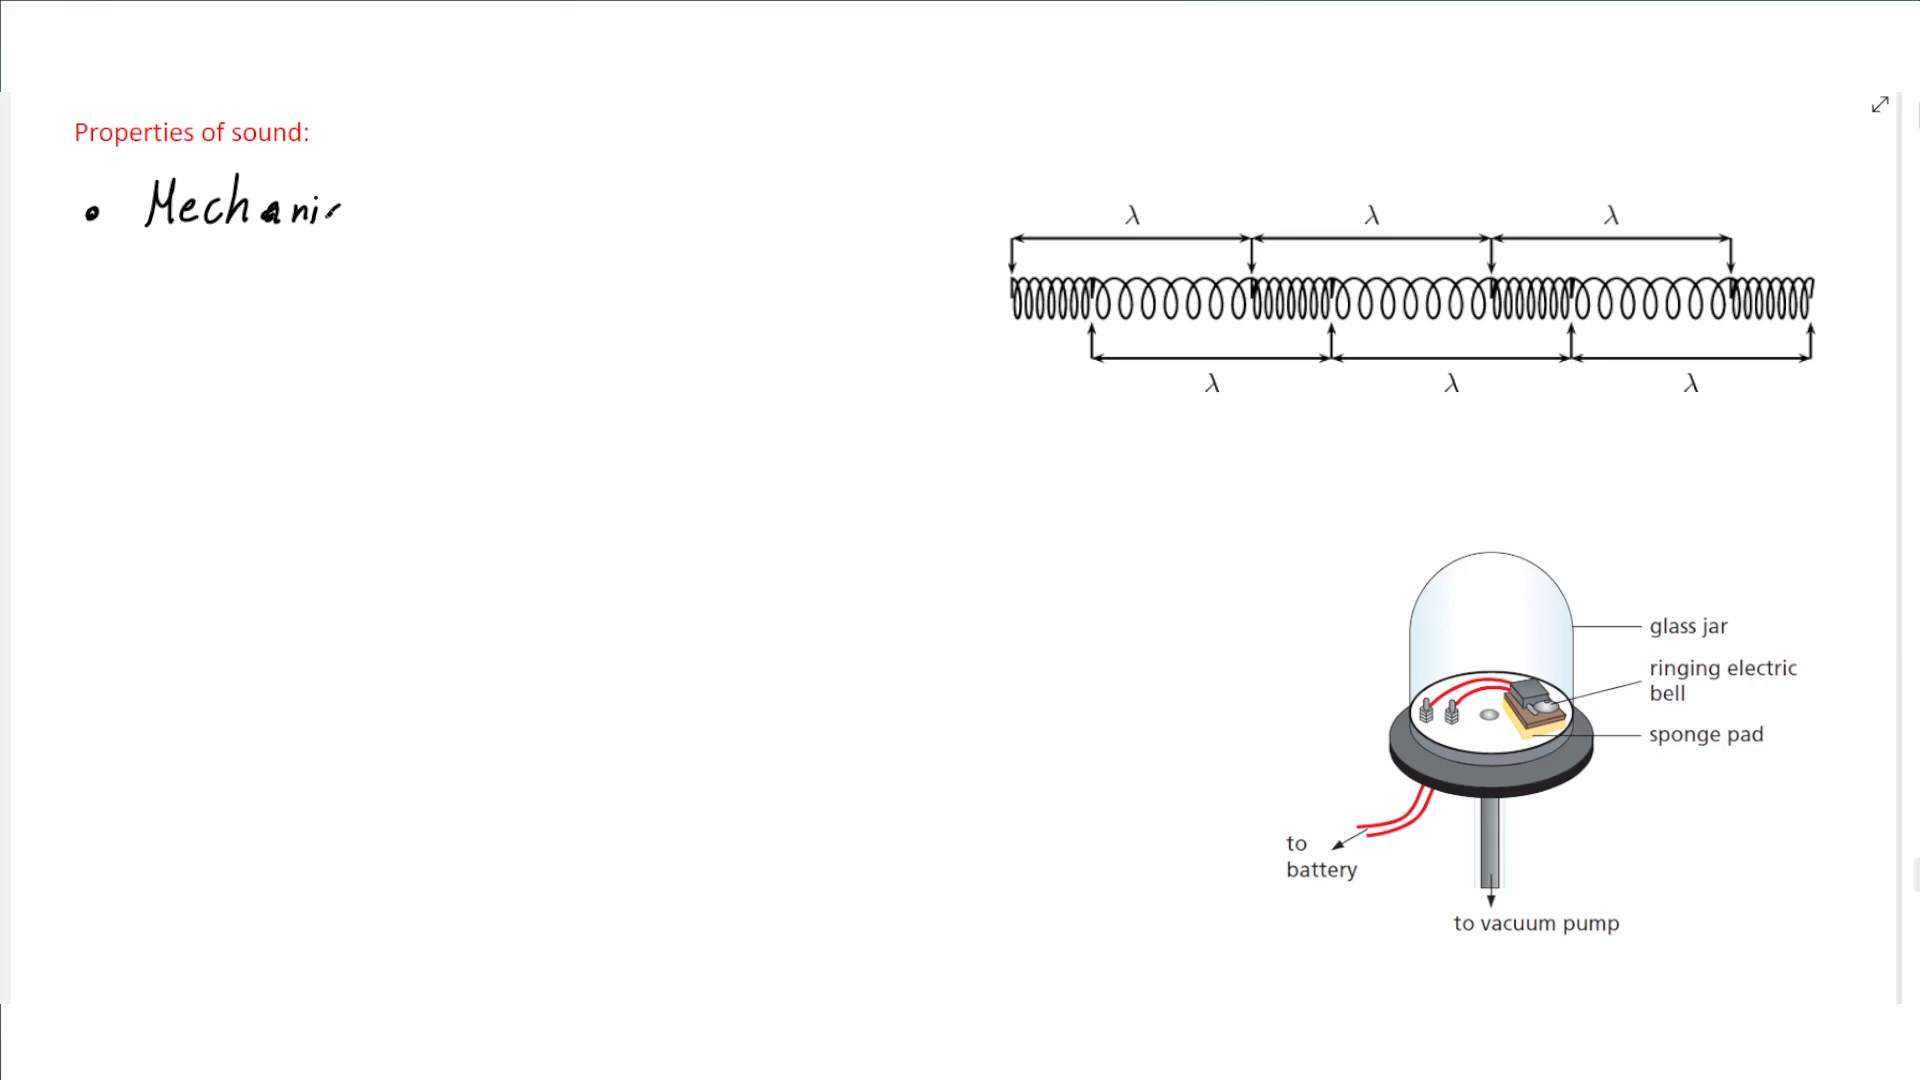 Properties of sound:
• Mechani
λ λ λ
λ λ λ
glass jar
ringing electric
bell
sponge pad
to
battery
to vacuum pump